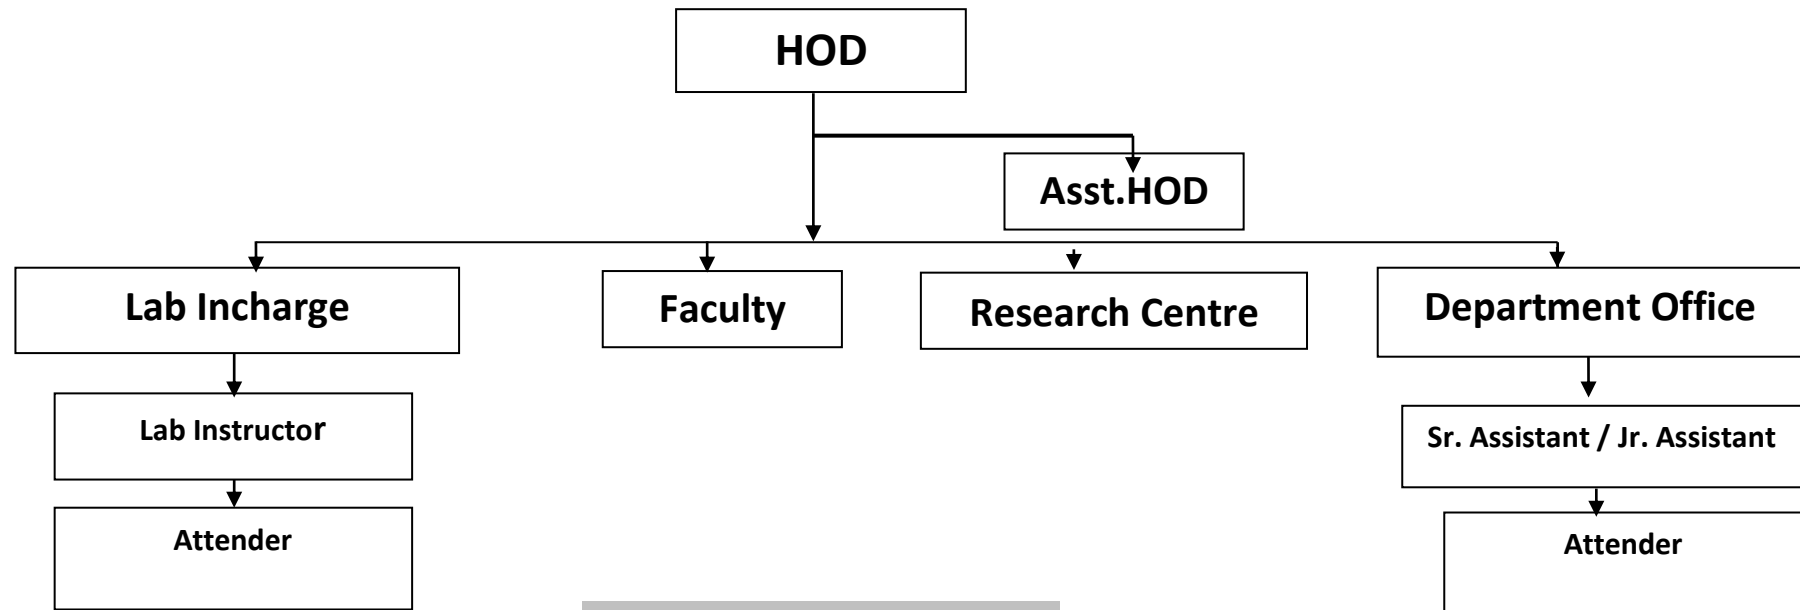 HOD
Asst.HOD
Lab Incharge
Faculty
Research Centre
Department Office
Lab Instructor
Sr. Assistant / Jr. Assistant
Attender
Attender